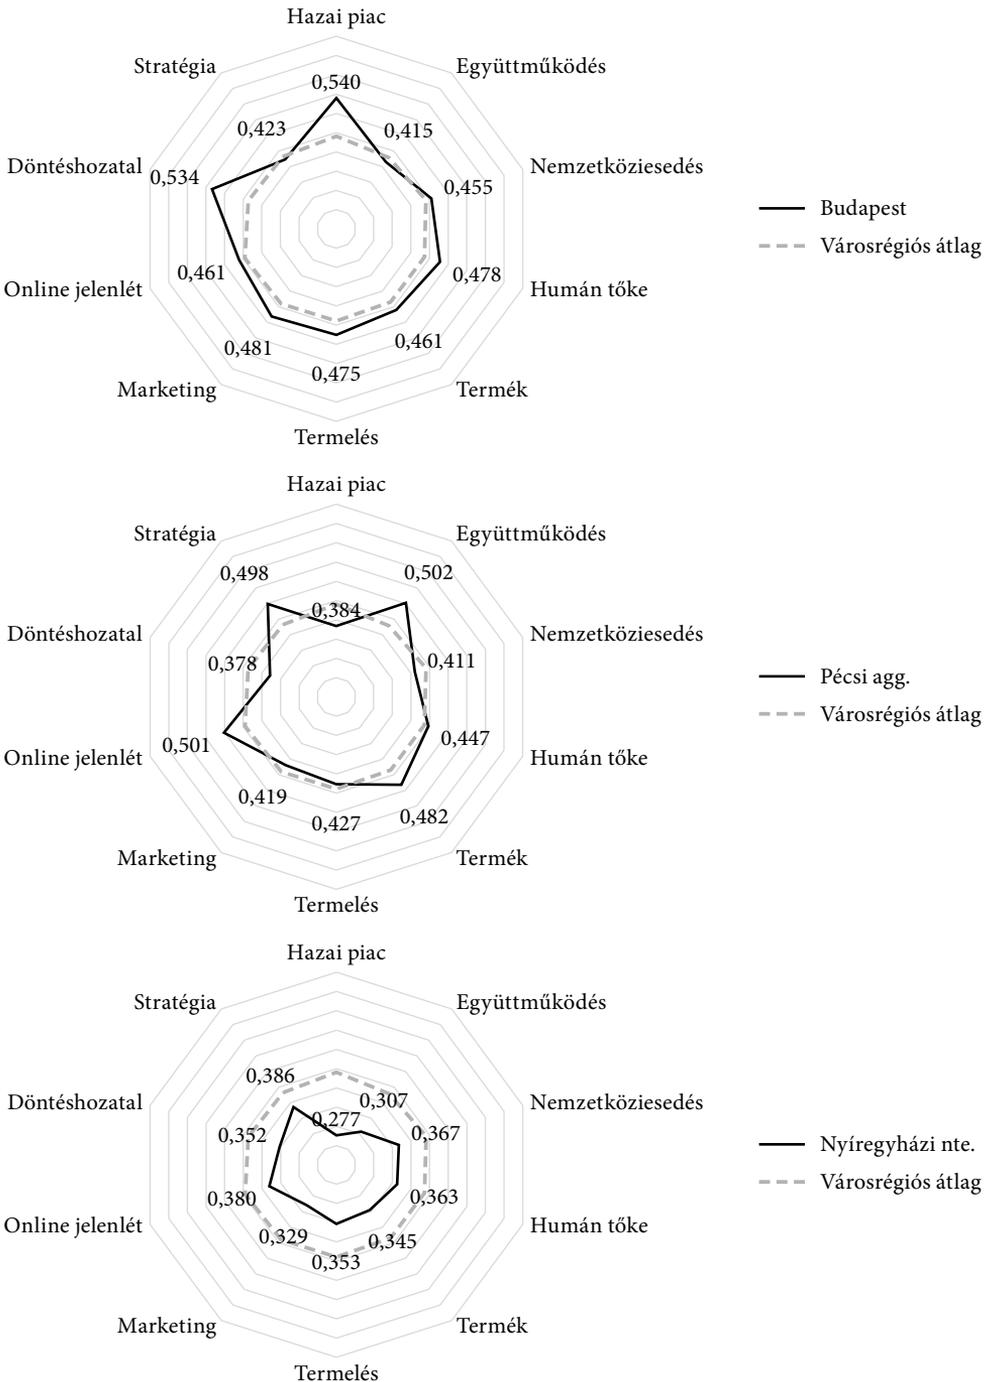 Hazai piac
Stratégia
Együttműködés
0,540
0,423
0,415
Döntéshozatal
Nemzetköziesedés
0,534
0,455
Budapest
Városrégiós átlag
0,461
0,478
Online jelenlét
Humán tőke
0,481
0,461
0,475
Marketing
Termék
Termelés
Hazai piac
Stratégia
Együttműködés
0,498
0,502
0,384
Döntéshozatal
Nemzetköziesedés
0,378
0,411
Pécsi agg.
Városrégiós átlag
0,501
0,447
Online jelenlét
Humán tőke
0,419
0,482
0,427
Marketing
Termék
Termelés
Hazai piac
Stratégia
Együttműködés
0,386
0,307
0,277
Döntéshozatal
Nemzetköziesedés
0,352
0,367
Nyíregyházi nte.
Városrégiós átlag
0,380
0,363
Online jelenlét
Humán tőke
0,329
0,345
0,353
Marketing
Termék
Termelés